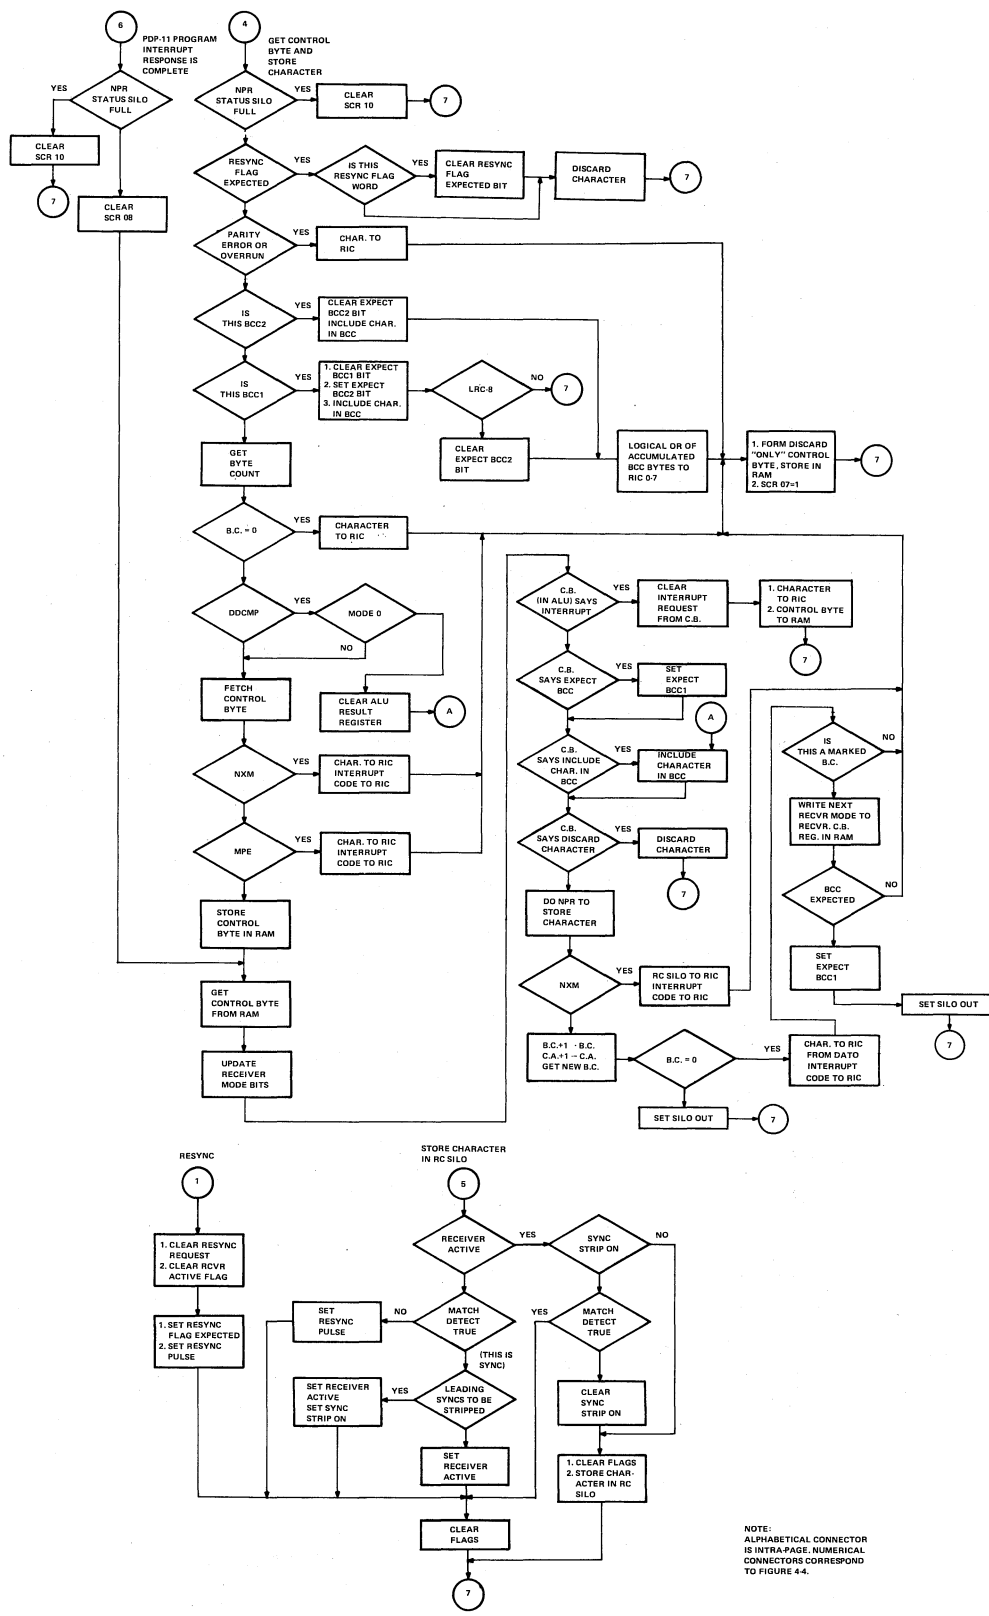 6
PDP-11 PROGRAM
INTERRUPT
RESPONSE IS
COMPLETE
4
GET CONTROL
BYTE AND
STORE
CHARACTER
YES
NPR
STATUS SILO
FULL
CLEAR
SCR 10
7
CLEAR
SCR 08
NPR
STATUS SILO
FULL
YES
CLEAR
SCR 10
7
RESYNC
FLAG
EXPECTED
YES
IS THIS
RESYNC FLAG
WORD
YES
CLEAR RESYNC
FLAG
EXPECTED BIT
DISCARD
CHARACTER
7
PARITY
ERROR OR
OVERRUN
YES
CHAR. TO
RIC
IS
THIS BCC2
YES
CLEAR EXPECT
BCC2 BIT
INCLUDE CHAR.
IN BCC
IS
THIS BCC1
YES
1. CLEAR EXPECT
BCC1 BIT
2. SET EXPECT
BCC2 BIT
3. INCLUDE CHAR.
IN BCC
LRC-8
NO
7
CLEAR
EXPECT BCC2
BIT
LOGICAL OR OF
ACCUMULATED
BCC BYTES TO
RIC 0-7
1. FORM DISCARD
"ONLY" CONTROL
BYTE, STORE IN
RAM
2. SCR 07=1
7
GET
BYTE
COUNT
B.C. = 0
YES
CHARACTER
TO RIC
DDCMP
YES
MODE 0
NO
FETCH
CONTROL
BYTE
CLEAR ALU
RESULT
REGISTER
A
NXM
YES
CHAR. TO RIC
INTERRUPT
CODE TO RIC
MPE
YES
CHAR. TO RIC
INTERRUPT
CODE TO RIC
STORE
CONTROL
BYTE IN RAM
GET
CONTROL BYTE
FROM RAM
UPDATE
RECEIVER
MODE BITS
C.B.
(IN ALU) SAYS
INTERRUPT
YES
CLEAR
INTERRUPT
REQUEST
FROM C.B.
1. CHARACTER
TO RIC
2. CONTROL BYTE
TO RAM
7
C.B.
SAYS EXPECT
BCC
YES
SET
EXPECT
BCC1
A
C.B.
SAYS INCLUDE
CHAR. IN
BCC
YES
INCLUDE
CHARACTER
IN BCC
C.B.
SAYS DISCARD
CHARACTER
YES
DISCARD
CHARACTER
7
DO NPR TO
STORE
CHARACTER
NXM
YES
RC SILO TO RIC
INTERRUPT
CODE TO RIC
B.C.+1 → B.C.
C.A.+1 → C.A.
GET NEW B.C.
B.C. = 0
YES
CHAR. TO RIC
FROM DATO
INTERRUPT
CODE TO RIC
SET SILO OUT
7
IS
THIS A MARKED
B.C.
NO
WRITE NEXT
RECVR MODE TO
RECVR. C.B.
REG. IN RAM
BCC
EXPECTED
NO
SET
EXPECT
BCC1
SET SILO OUT
7
RESYNC
1
1. CLEAR RESYNC
REQUEST
2. CLEAR RCVR
ACTIVE FLAG
1. SET RESYNC
FLAG EXPECTED
2. SET RESYNC
PULSE
STORE CHARACTER
IN RC SILO
5
RECEIVER
ACTIVE
YES
SYNC
STRIP ON
NO
SET
RESYNC
PULSE
NO
MATCH
DETECT
TRUE
YES
MATCH
DETECT
TRUE
(THIS IS
SYNC)
SET RECEIVER
ACTIVE
SET SYNC
STRIP ON
YES
LEADING
SYNCS TO BE
STRIPPED
CLEAR
SYNC
STRIP ON
SET
RECEIVER
ACTIVE
1. CLEAR FLAGS
2. STORE CHAR-
ACTER IN RC
SILO
CLEAR
FLAGS
7
NOTE:
ALPHABETICAL CONNECTOR
IS INTRA-PAGE. NUMERICAL
CONNECTORS CORRESPOND
TO FIGURE 4-4.